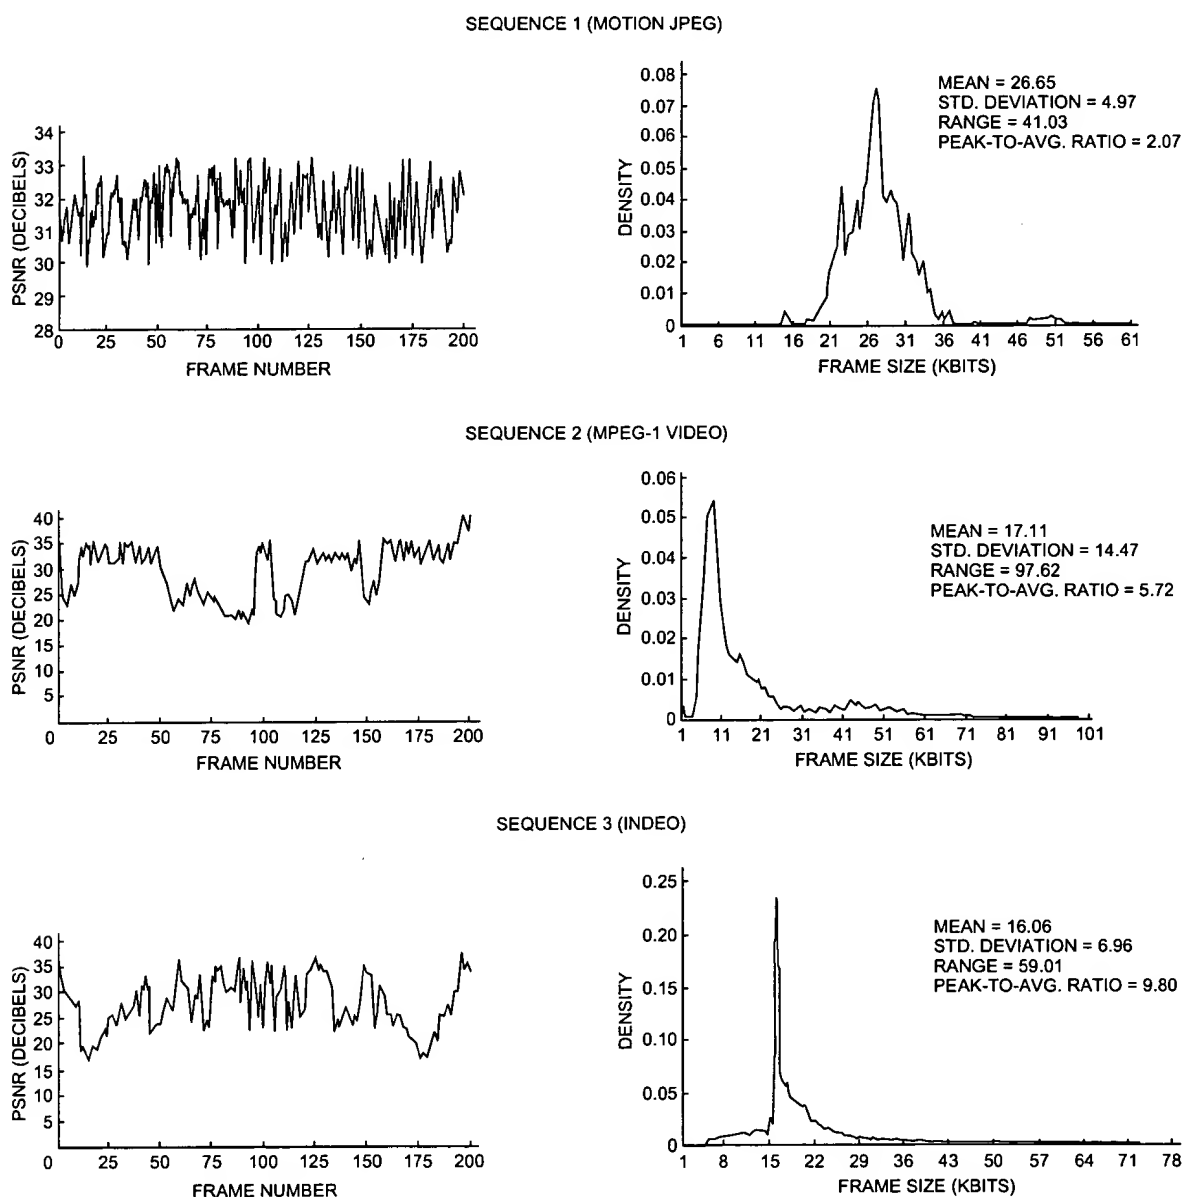 SEQUENCE 1 (MOTION JPEG)
PSNR (DECIBELS)
34
33
32
31
30
29
28
0 25 50 75 100 125 150 175 200
FRAME NUMBER
DENSITY
0.08
0.07
0.06
0.05
0.04
0.03
0.02
0.01
0
1 6 11 16 21 26 31 36 41 46 51 56 61
FRAME SIZE (KBITS)
MEAN = 26.65
STD. DEVIATION = 4.97
RANGE = 41.03
PEAK-TO-AVG. RATIO = 2.07
SEQUENCE 2 (MPEG-1 VIDEO)
PSNR (DECIBELS)
40
35
30
25
20
15
10
5
0 25 50 75 100 125 150 175 200
FRAME NUMBER
DENSITY
0.06
0.05
0.04
0.03
0.02
0.01
0
1 11 21 31 41 51 61 71 81 91 101
FRAME SIZE (KBITS)
MEAN = 17.11
STD. DEVIATION = 14.47
RANGE = 97.62
PEAK-TO-AVG. RATIO = 5.72
SEQUENCE 3 (INDEO)
PSNR (DECIBELS)
40
35
30
25
20
15
10
5
0 25 50 75 100 125 150 175 200
FRAME NUMBER
DENSITY
0.25
0.20
0.15
0.10
0.05
0
1 8 15 22 29 36 43 50 57 64 71 78
FRAME SIZE (KBITS)
MEAN = 16.06
STD. DEVIATION = 6.96
RANGE = 59.01
PEAK-TO-AVG. RATIO = 9.80